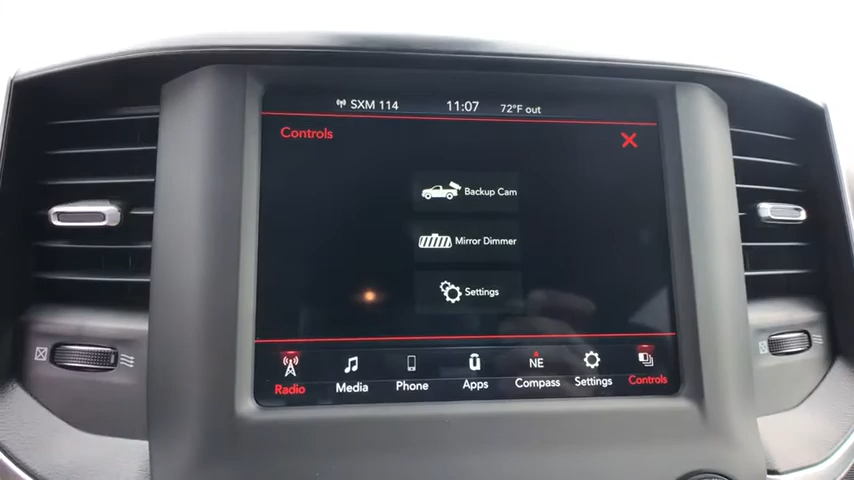 SXM 114 11:07 72°F out
Controls
Backup Cam
Mirror Dimmer
Settings
NE
Radio Media Phone Apps Compass Settings Controls